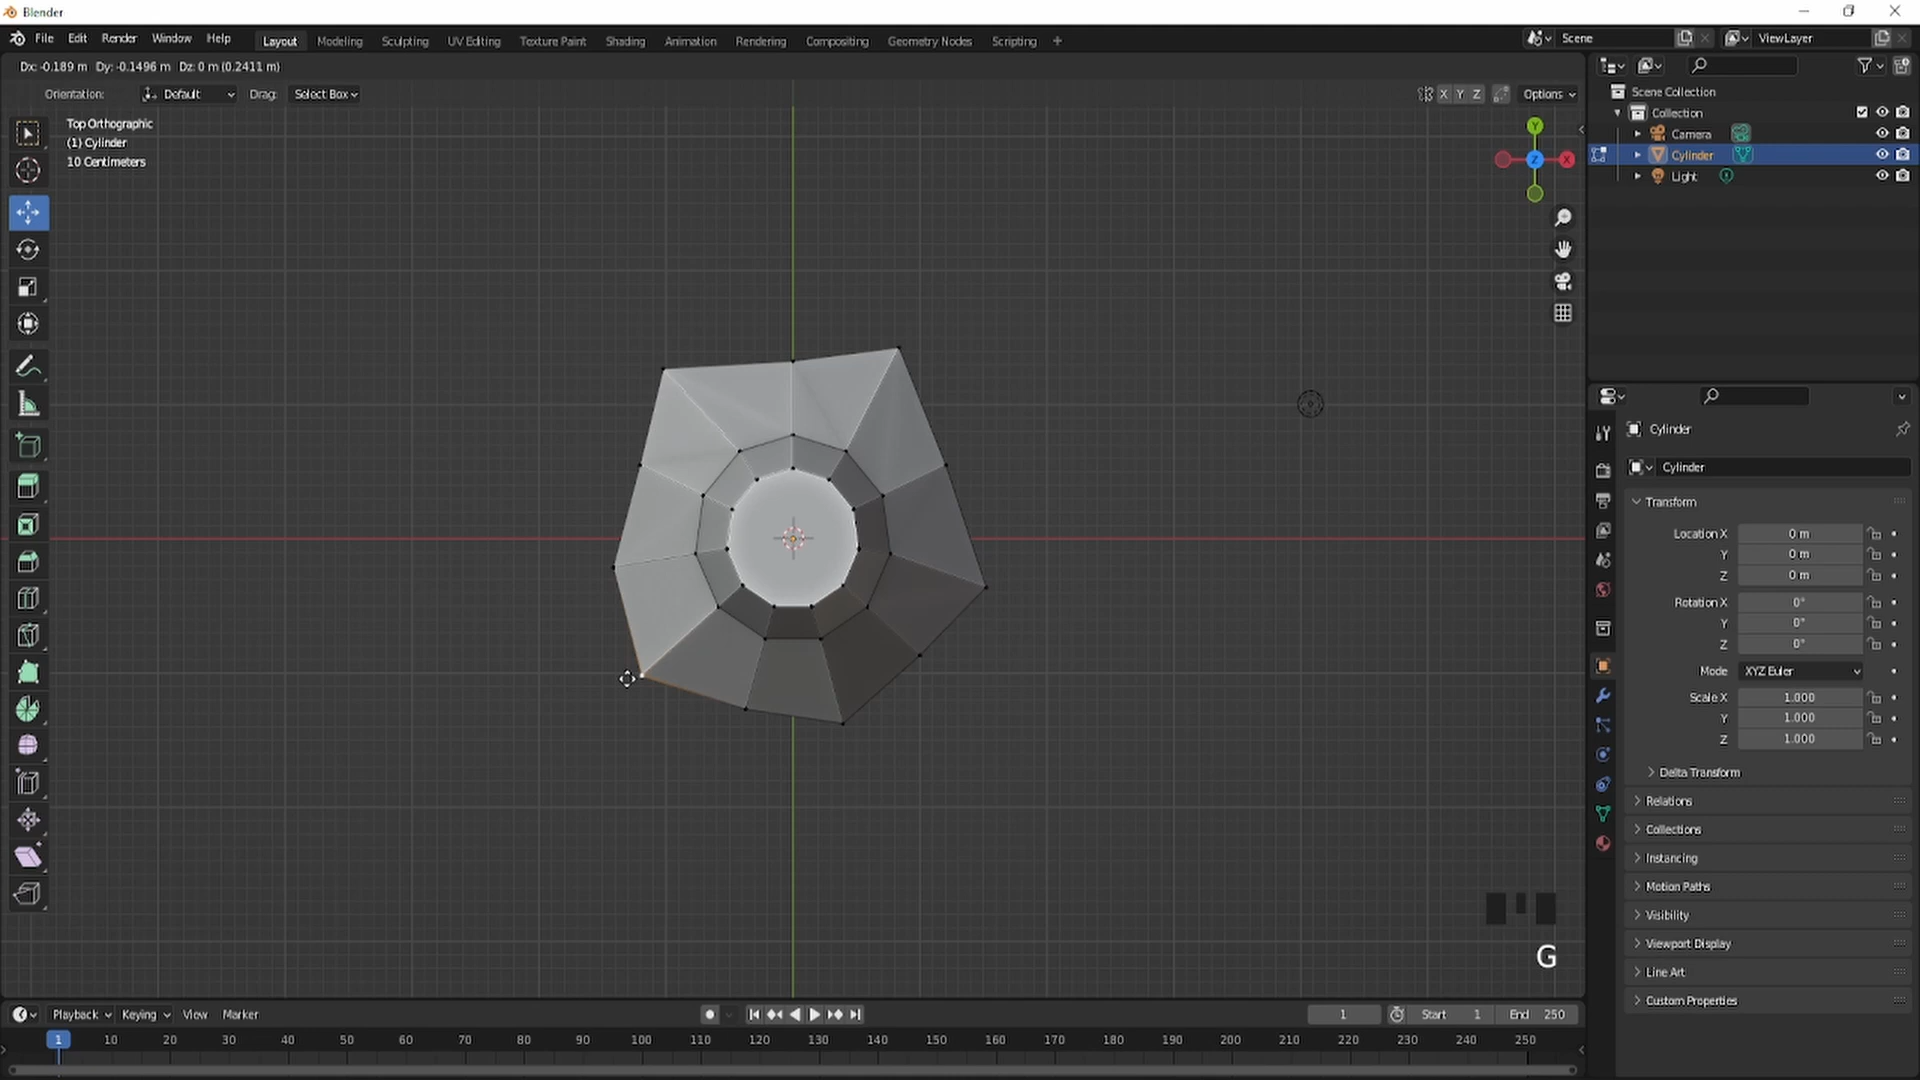 Blender
File Edit Render Window Help Layout Modeling Sculpting UV Editing Texture Paint Shading Animation Rendering Compositing Geometry Nodes Scripting + Scene ViewLayer
Dx: -0.189 m Dy: -0.1496 m Dz: 0 m (0.2411 m)
Orientation: Default Drag: Select Box X Y Z Options
Top Orthographic
(1) Cylinder
10 Centimeters
Y
Z X
Scene Collection
Collection
Camera
Cylinder
Light
Cylinder
Cylinder
Transform
Location X 0 m
Y 0 m
Z 0 m
Rotation X 0°
Y 0°
Z 0°
Mode XYZ Euler
Scale X 1.000
Y 1.000
Z 1.000
Delta Transform
Relations
Collections
Instancing
Motion Paths
Visibility
Viewport Display
Line Art
Custom Properties
G
Playback Keying View Marker 1 Start 1 End 250
1 10 20 30 40 50 60 70 80 90 100 110 120 130 140 150 160 170 180 190 200 210 220 230 240 250